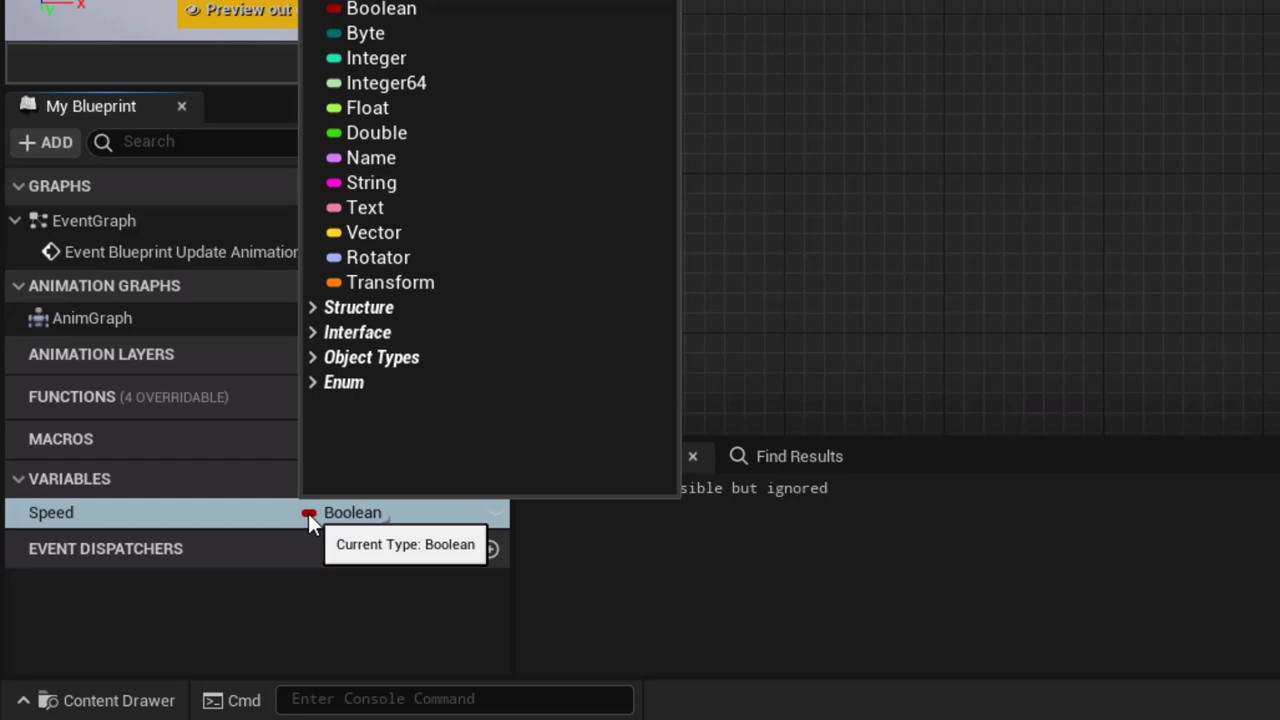 x
y
Preview out
Boolean
Byte
Integer
Integer64
Float
Double
Name
String
Text
Vector
Rotator
Transform
Structure
Interface
Object Types
Enum
My Blueprint
ADD
Search
GRAPHS
EventGraph
Event Blueprint Update Animation
ANIMATION GRAPHS
AnimGraph
ANIMATION LAYERS
FUNCTIONS (4 OVERRIDABLE)
MACROS
VARIABLES
Speed Boolean
Current Type: Boolean
EVENT DISPATCHERS
Find Results
sible but ignored
Content Drawer
Cmd
Enter Console Command